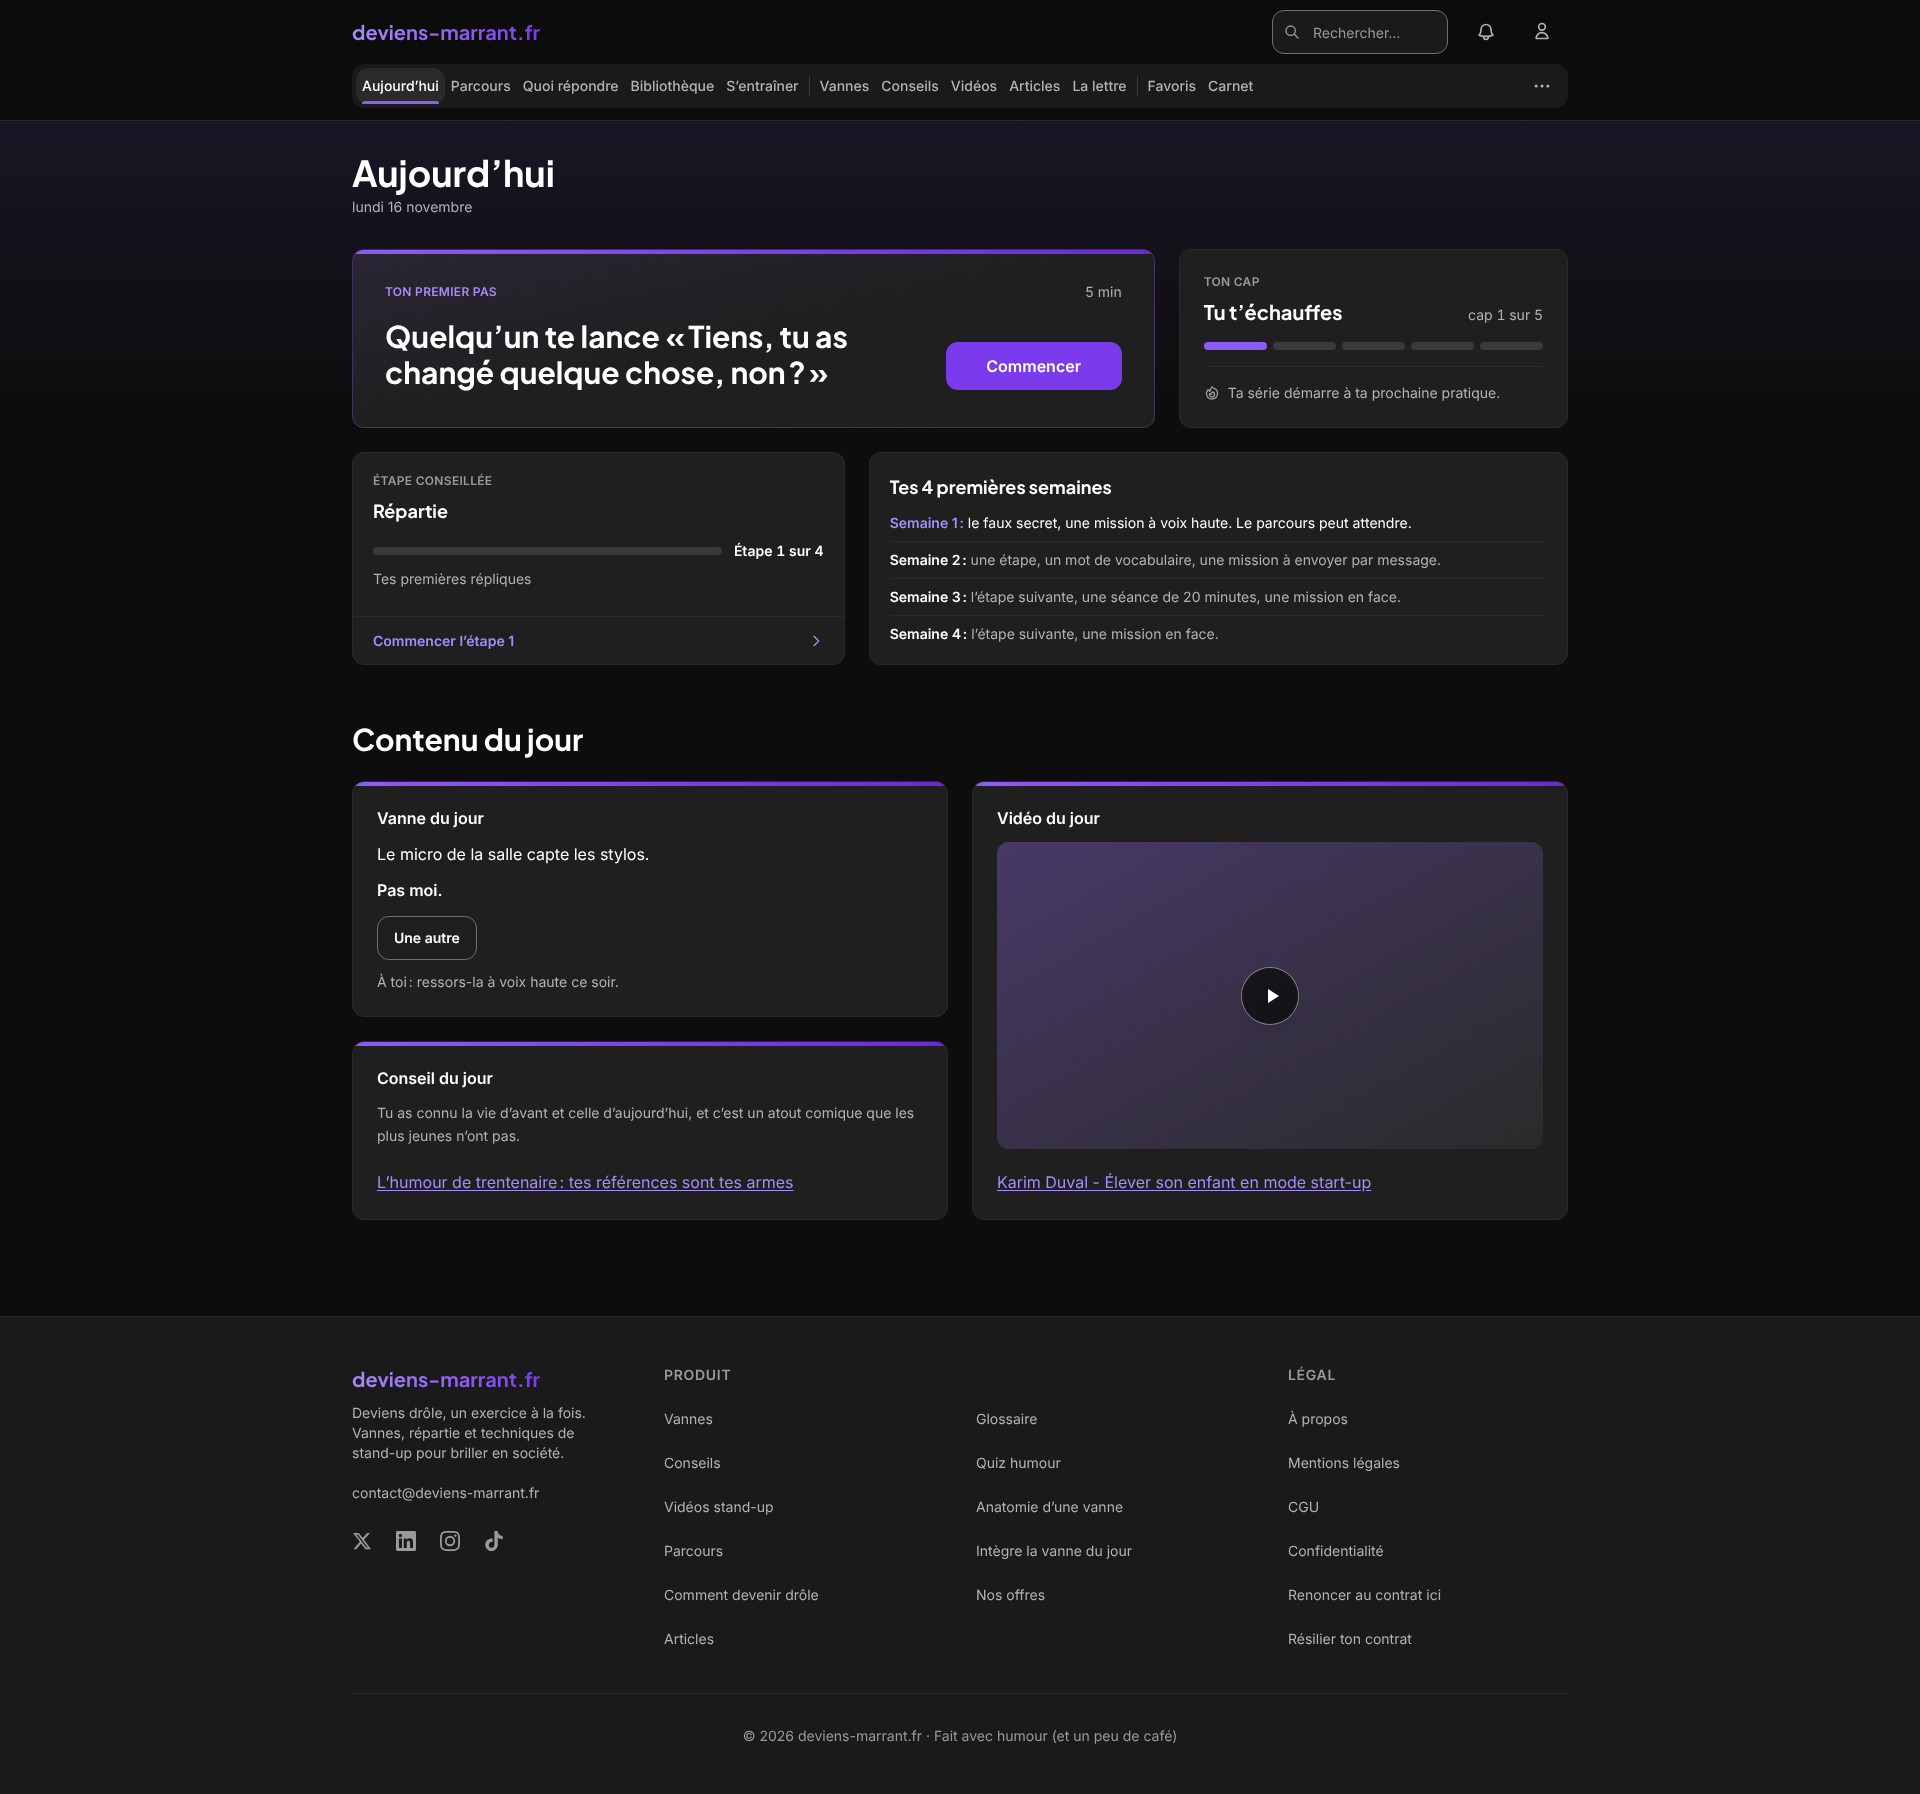 deviens-marrant.fr
Rechercher...
Aujourd’hui
Parcours
Quoi répondre
Bibliothèque
S’entraîner
Vannes
Conseils
Vidéos
Articles
La lettre
Favoris
Carnet
Aujourd’hui
lundi 16 novembre
TON PREMIER PAS
5 min
Quelqu’un te lance « Tiens, tu as
changé quelque chose, non ? »
Commencer
TON CAP
Tu t’échauffes
cap 1 sur 5
Ta série démarre à ta prochaine pratique.
ÉTAPE CONSEILLÉE
Répartie
Étape 1 sur 4
Tes premières répliques
Commencer l’étape 1
Tes 4 premières semaines
Semaine 1 : le faux secret, une mission à voix haute. Le parcours peut attendre.
Semaine 2 : une étape, un mot de vocabulaire, une mission à envoyer par message.
Semaine 3 : l’étape suivante, une séance de 20 minutes, une mission en face.
Semaine 4 : l’étape suivante, une mission en face.
Contenu du jour
Vanne du jour
Le micro de la salle capte les stylos.
Pas moi.
Une autre
À toi : ressors-la à voix haute ce soir.
Conseil du jour
Tu as connu la vie d’avant et celle d’aujourd’hui, et c’est un atout comique que les
plus jeunes n’ont pas.
L’humour de trentenaire : tes références sont tes armes
Vidéo du jour
Karim Duval - Élever son enfant en mode start-up
deviens-marrant.fr
Deviens drôle, un exercice à la fois.
Vannes, répartie et techniques de
stand-up pour briller en société.
contact@deviens-marrant.fr
PRODUIT
Vannes
Conseils
Vidéos stand-up
Parcours
Comment devenir drôle
Articles
Glossaire
Quiz humour
Anatomie d’une vanne
Intègre la vanne du jour
Nos offres
LÉGAL
À propos
Mentions légales
CGU
Confidentialité
Renoncer au contrat ici
Résilier ton contrat
© 2026 deviens-marrant.fr · Fait avec humour (et un peu de café)